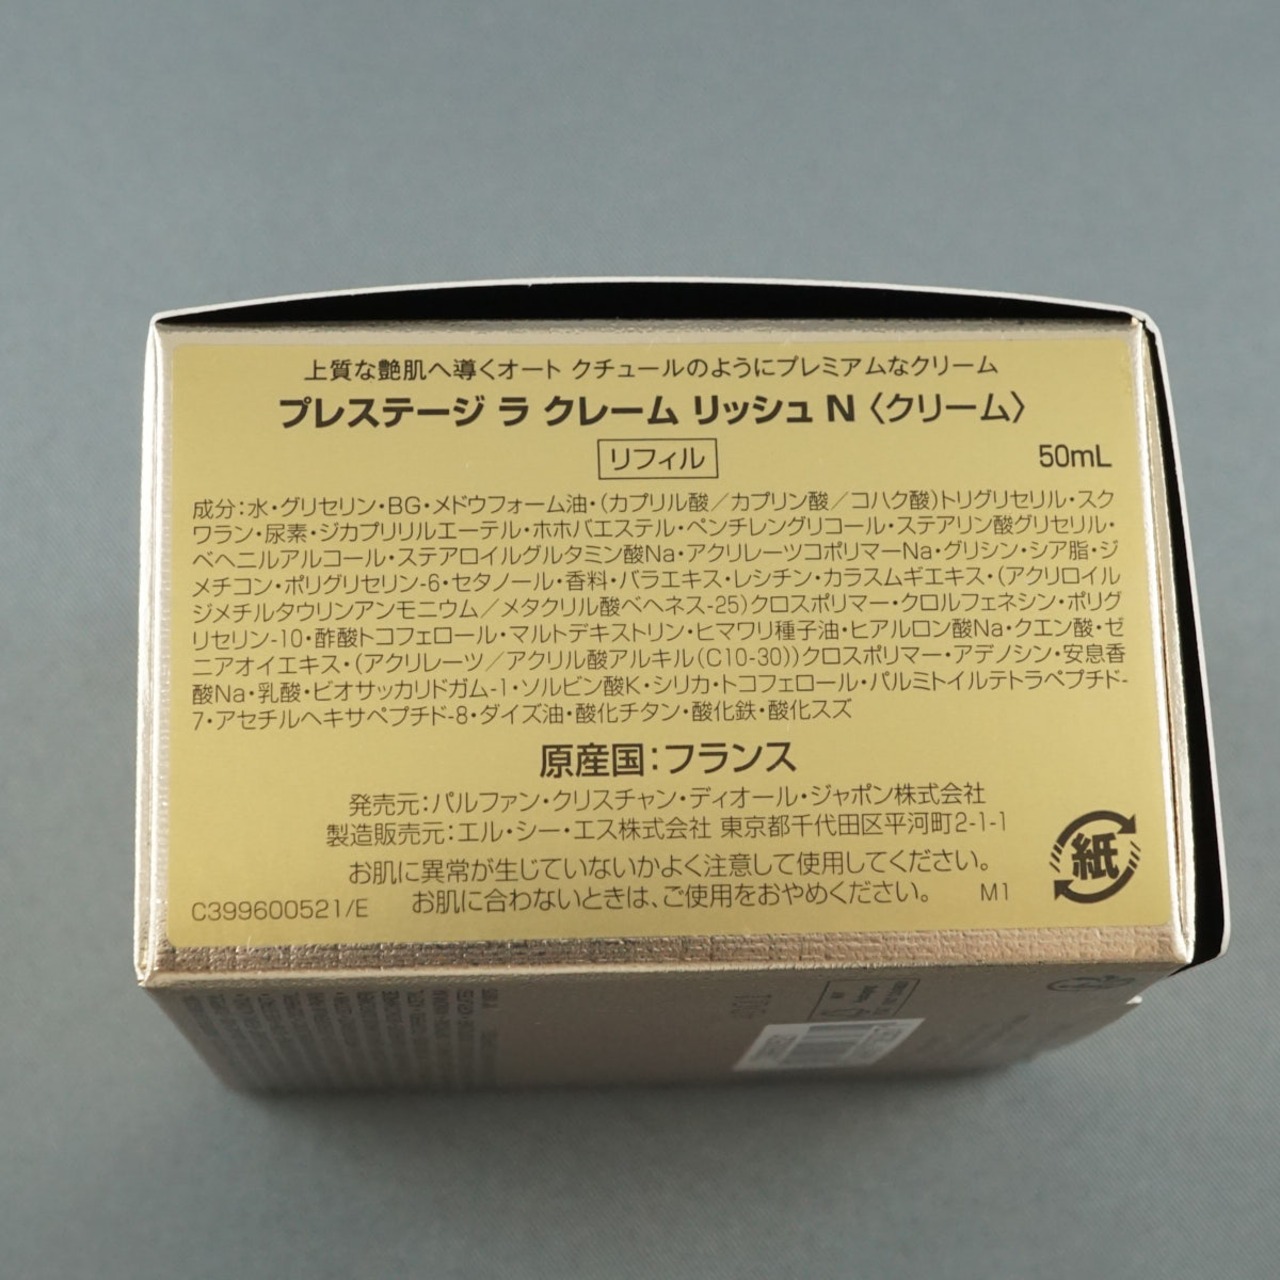 上質な艶肌へ導くオート クチュールのようにプレミアムなクリーム
プレステージ ラ クレーム リッシュ N〈クリーム〉
リフィル
50mL
成分:水・グリセリン・BG・メドウフォーム油・(カプリル酸/カプリン酸/コハク酸)トリグリセリル・スク
ワラン・尿素・ジカプリリルエーテル・ホホバエステル・ペンチレングリコール・ステアリン酸グリセリル・
ベヘニルアルコール・ステアロイルグルタミン酸Na・アクリレーツコポリマーNa・グリシン・シア脂・ジ
メチコン・ポリグリセリン-6・セタノール・香料・バラエキス・レシチン・カラスムギエキス・(アクリロイル
ジメチルタウリンアンモニウム/メタクリル酸ベヘネス-25)クロスポリマー・クロルフェネシン・ポリグ
リセリン-10・酢酸トコフェロール・マルトデキストリン・ヒマワリ種子油・ヒアルロン酸Na・クエン酸・ゼ
ニアオイエキス・(アクリレーツ/アクリル酸アルキル(C10-30))クロスポリマー・アデノシン・安息香
酸Na・乳酸・ビオサッカリドガム-1・ソルビン酸K・シリカ・トコフェロール・パルミトイルテトラペプチド-
7・アセチルヘキサペプチド-8・ダイズ油・酸化チタン・酸化鉄・酸化スズ
原産国:フランス
発売元:パルファン・クリスチャン・ディオール・ジャポン株式会社
製造販売元:エル・シー・エス株式会社 東京都千代田区平河町2-1-1
お肌に異常が生じていないかよく注意して使用してください。
お肌に合わないときは、ご使用をおやめください。
C399600521/E
M1
紙